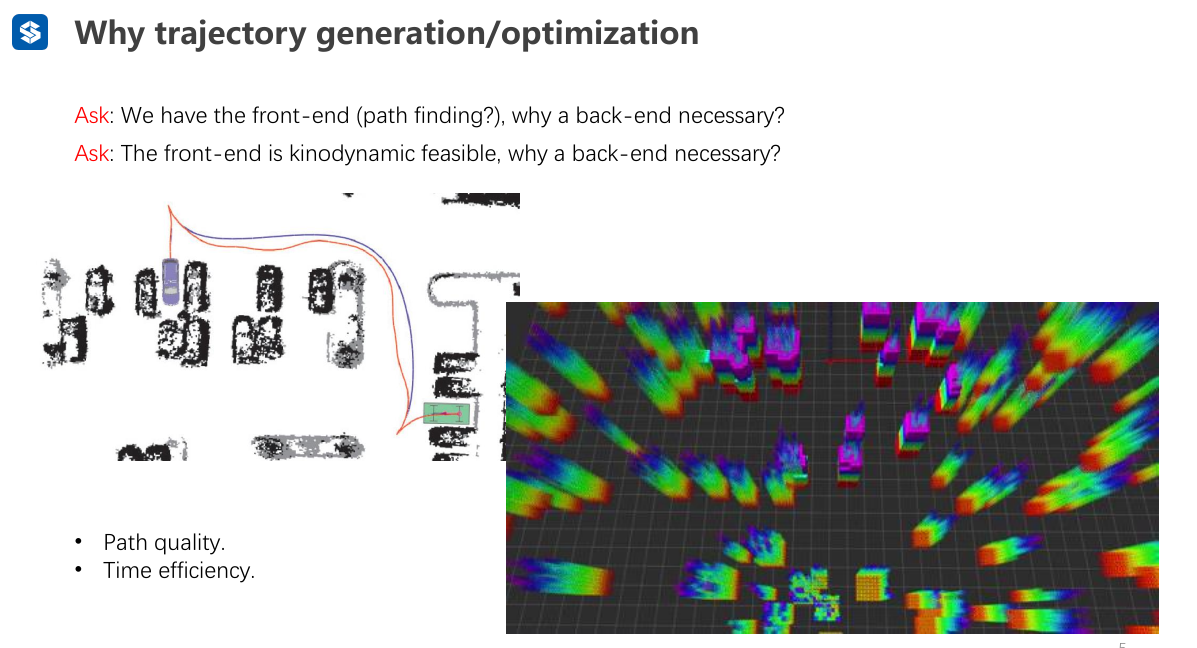 Why trajectory generation/optimization
Ask: We have the front-end (path finding?), why a back-end necessary?
Ask: The front-end is kinodynamic feasible, why a back-end necessary?
• Path quality.
• Time efficiency.
5